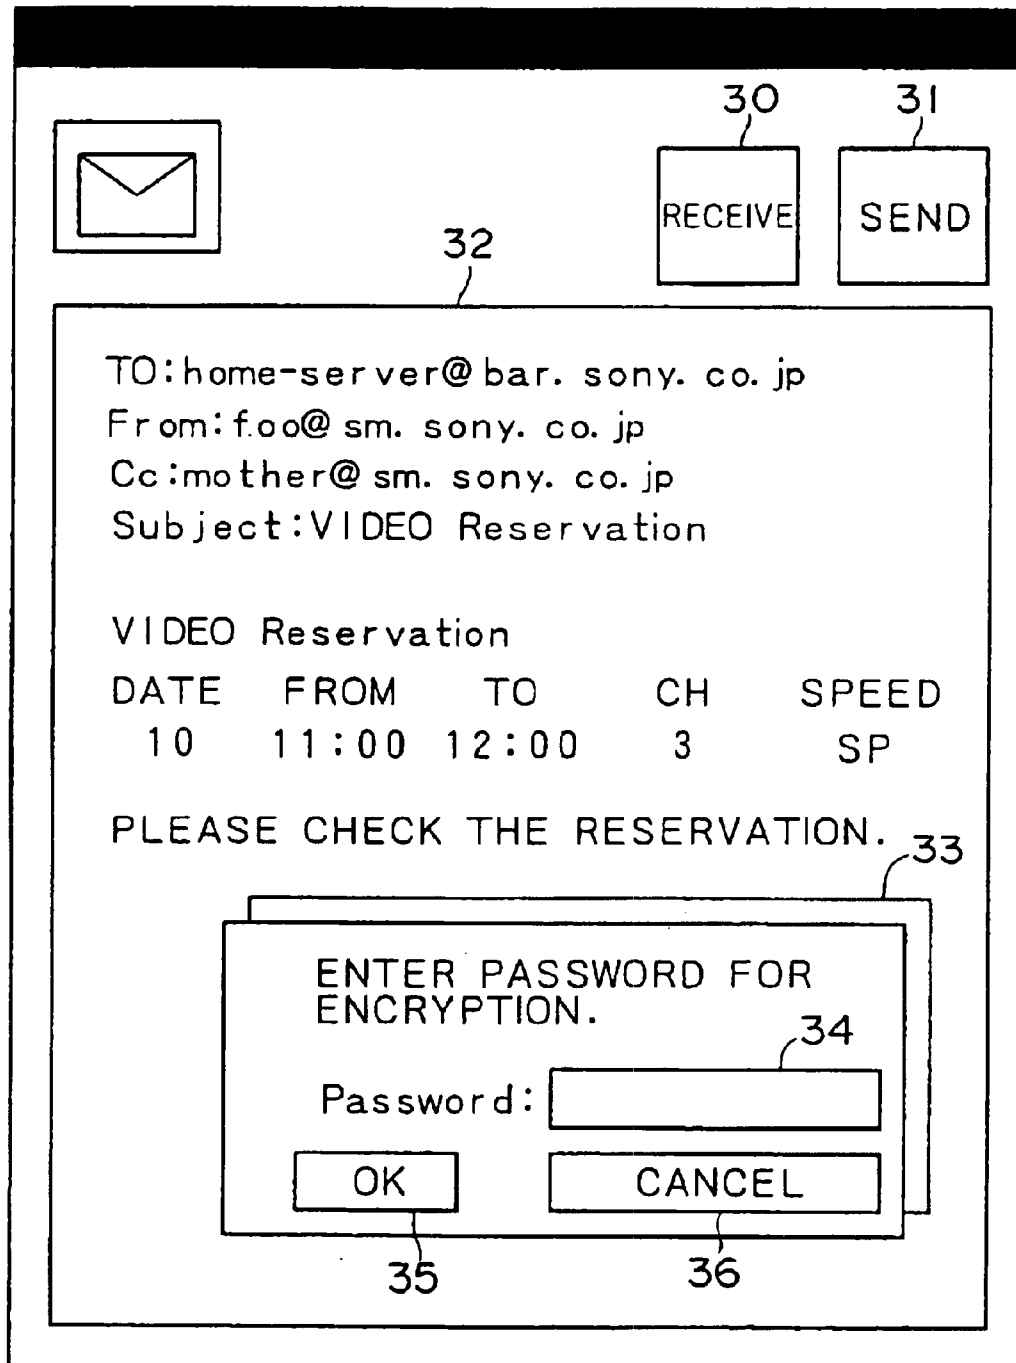 30 31
RECEIVE SEND
32
TO:home-server@bar.sony.co.jp
From:foo@sm.sony.co.jp
Cc:mother@sm.sony.co.jp
Subject:VIDEO Reservation
VIDEO Reservation
DATE FROM TO CH SPEED
10 11:00 12:00 3 SP
PLEASE CHECK THE RESERVATION.
33
ENTER PASSWORD FOR
ENCRYPTION.
34
Password:
OK CANCEL
35 36